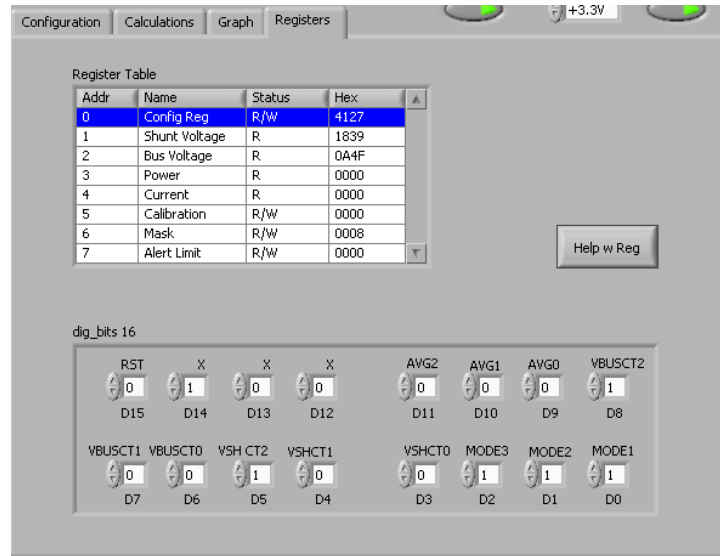 Configuration Calculations Graph Registers +3.3V
Register Table
Addr Name Status Hex
0 Config Reg R/W 4127
1 Shunt Voltage R 1839
2 Bus Voltage R 0A4F
3 Power R 0000
4 Current R 0000
5 Calibration R/W 0000
6 Mask R/W 0008
7 Alert Limit R/W 0000
Help w Reg
dig_bits 16
RST X X X AVG2 AVG1 AVG0 VBUSCT2
0 1 0 0 0 0 0 1
D15 D14 D13 D12 D11 D10 D9 D8
VBUSCT1 VBUSCT0 VSH CT2 VSHCT1 VSHCT0 MODE3 MODE2 MODE1
0 0 1 0 0 1 1 1
D7 D6 D5 D4 D3 D2 D1 D0